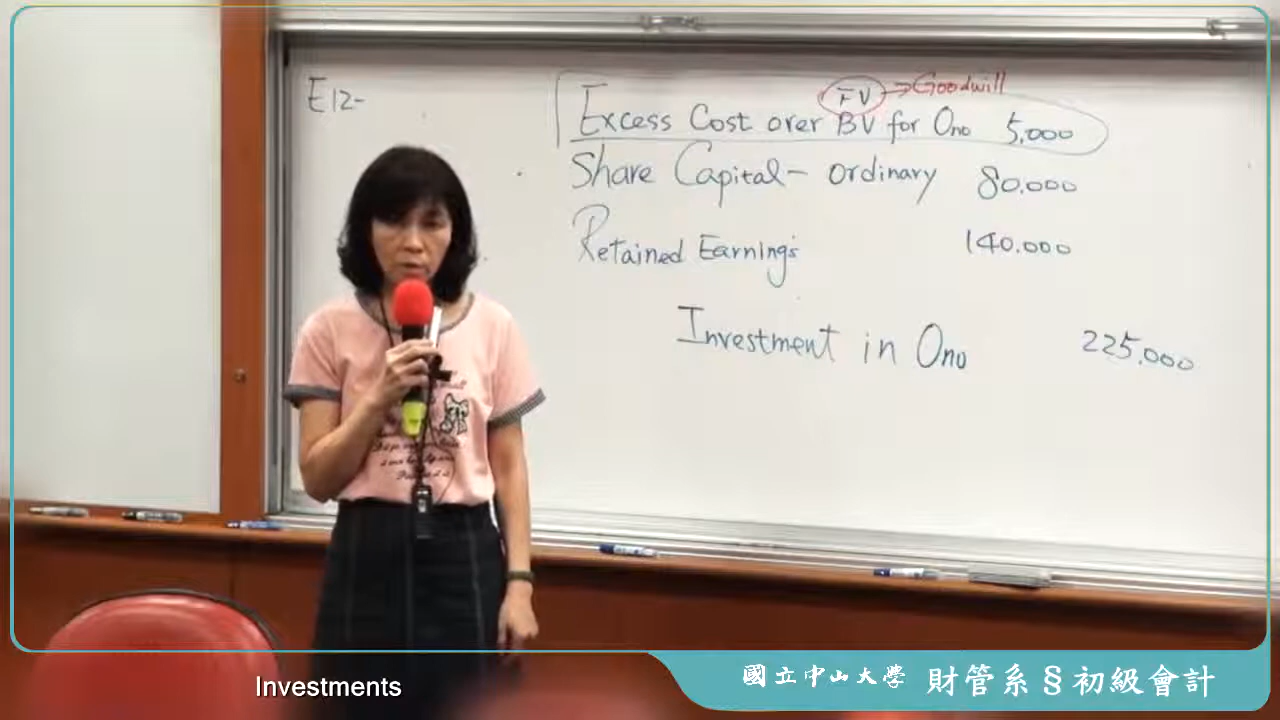 E12-
FV → Goodwill
Excess Cost over BV for Ono 5,000
Share Capital - ordinary 80.000
Retained Earnings 140.000
Investment in Ono 225,000
Investments
國立中山大學 財管系§初級會計